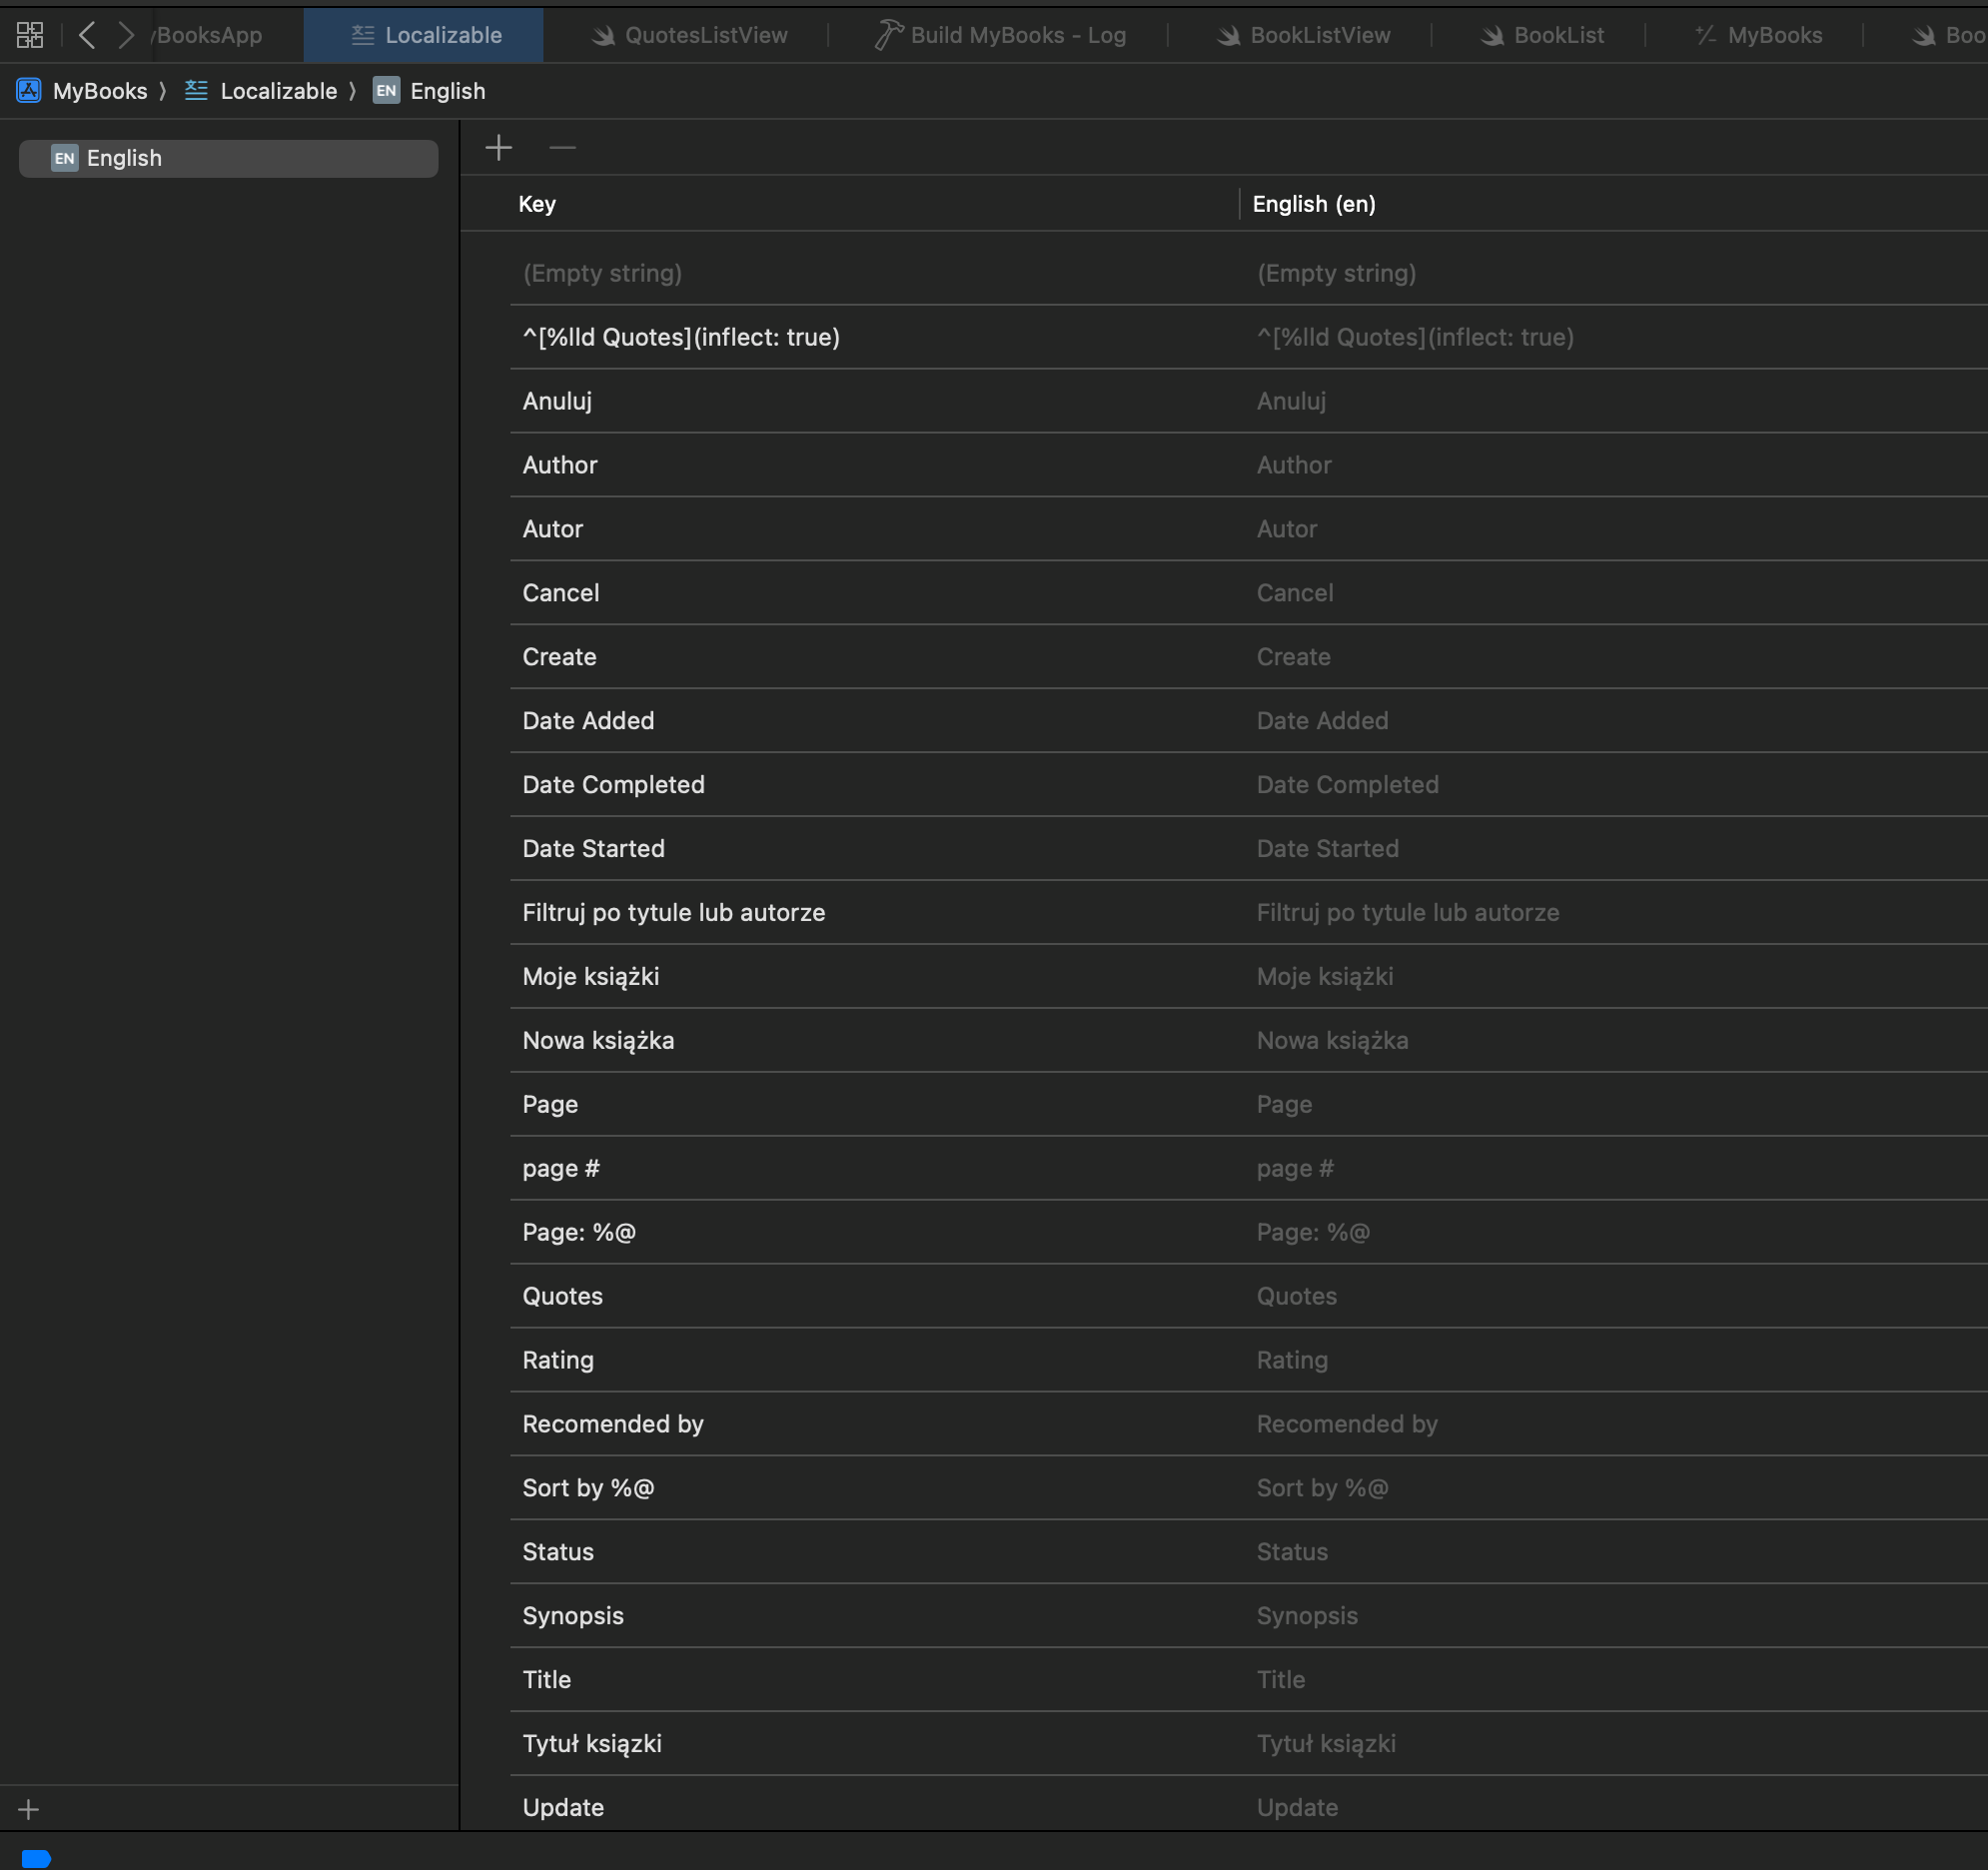 yBooksApp
Localizable
QuotesListView
Build MyBooks - Log
BookListView
BookList
MyBooks
Boo
MyBooks
Localizable
EN English
EN English
Key
English (en)
(Empty string)
(Empty string)
^[%lld Quotes](inflect: true)
^[%lld Quotes](inflect: true)
Anuluj
Anuluj
Author
Author
Autor
Autor
Cancel
Cancel
Create
Create
Date Added
Date Added
Date Completed
Date Completed
Date Started
Date Started
Filtruj po tytule lub autorze
Filtruj po tytule lub autorze
Moje książki
Moje książki
Nowa książka
Nowa książka
Page
Page
page #
page #
Page: %@
Page: %@
Quotes
Quotes
Rating
Rating
Recomended by
Recomended by
Sort by %@
Sort by %@
Status
Status
Synopsis
Synopsis
Title
Title
Tytuł ksiązki
Tytuł ksiązki
Update
Update